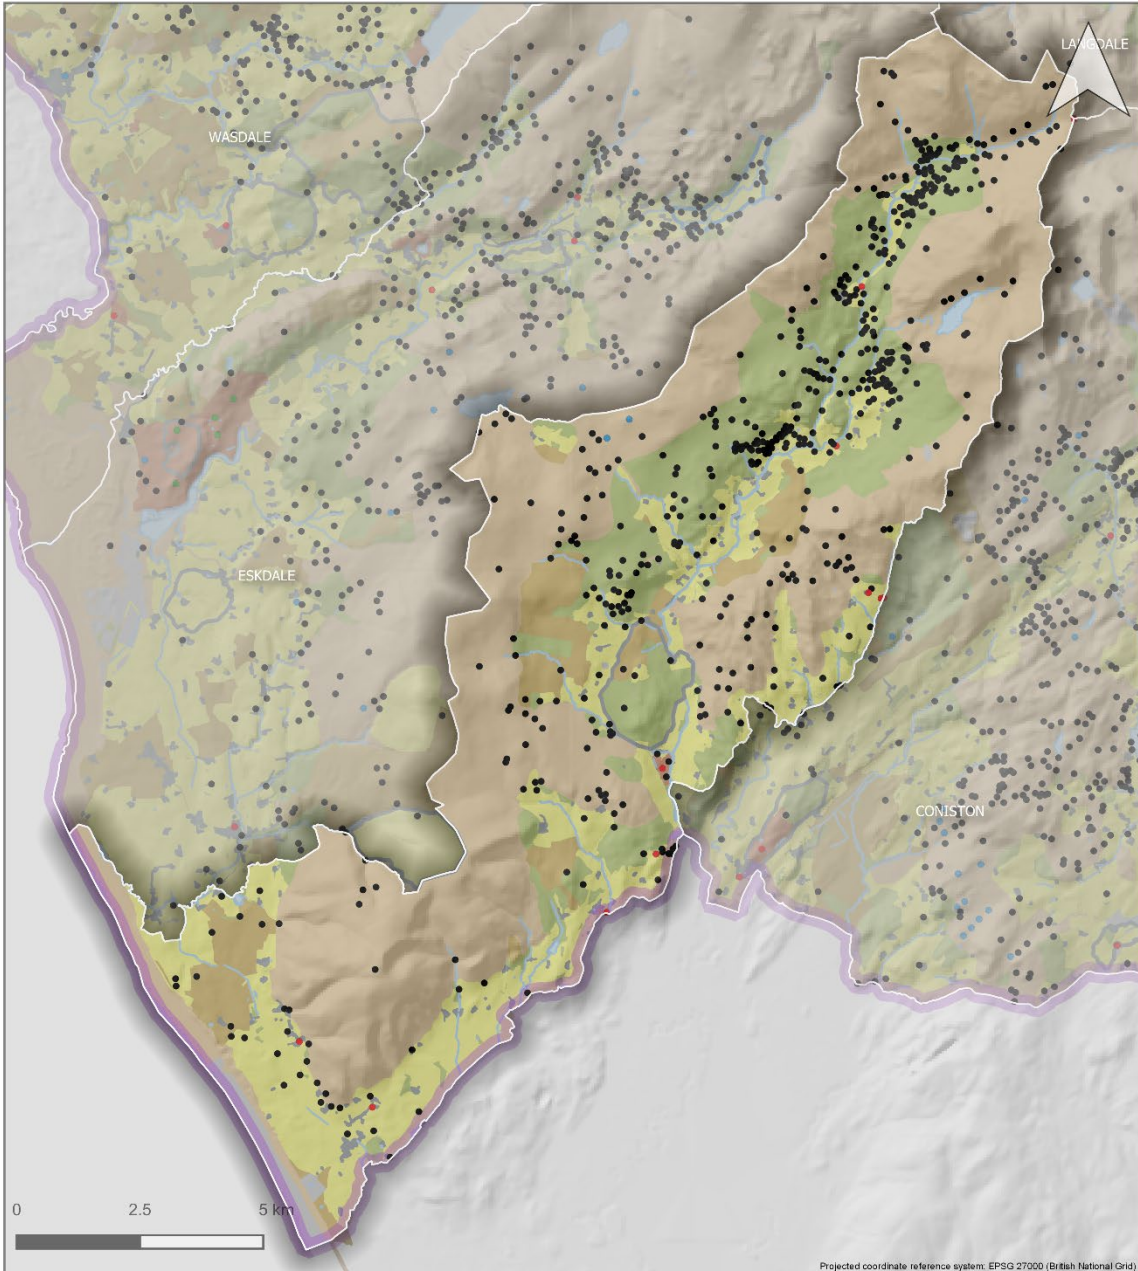 LANGDALE
WASDALE
ESKDALE
CONISTON
0 2.5 5 km
Projected coordinate reference system: EPSG 27000 (British National Grid)